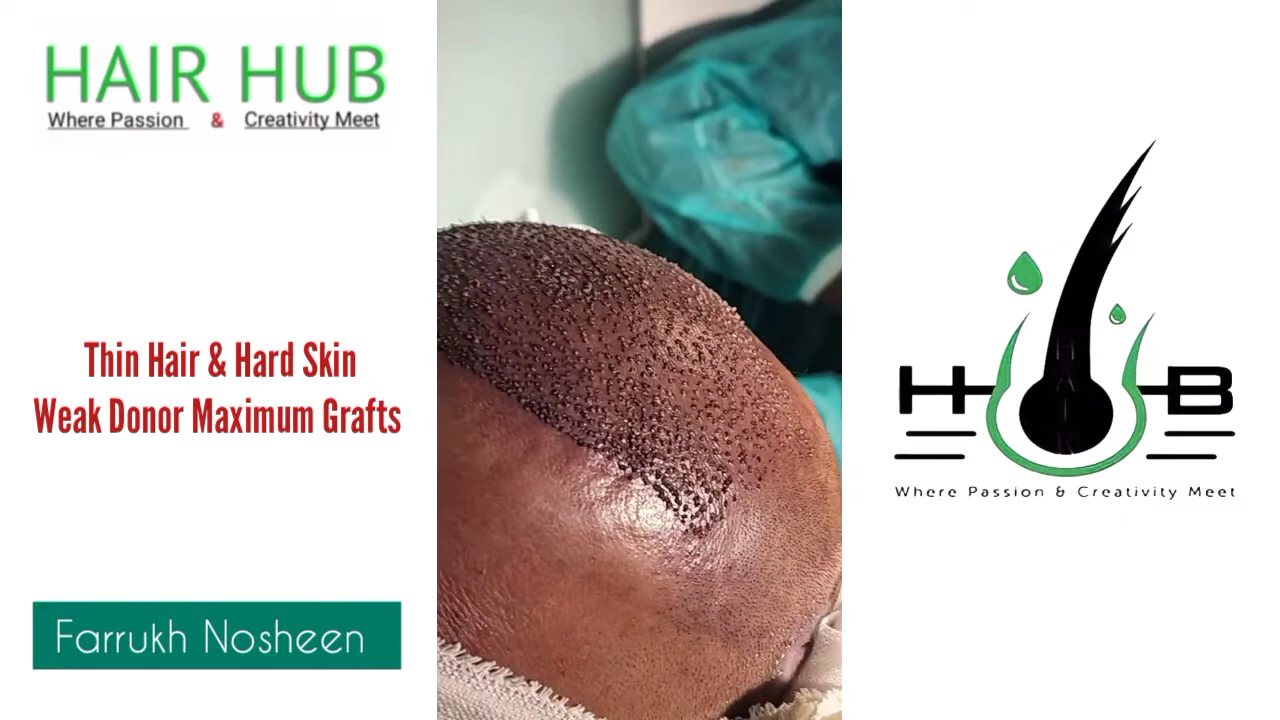 HAIR HUB
Where Passion & Creativity Meet
Thin Hair & Hard Skin
Weak Donor Maximum Grafts
Farrukh Nosheen
H B
Where Passion & Creativity Meet